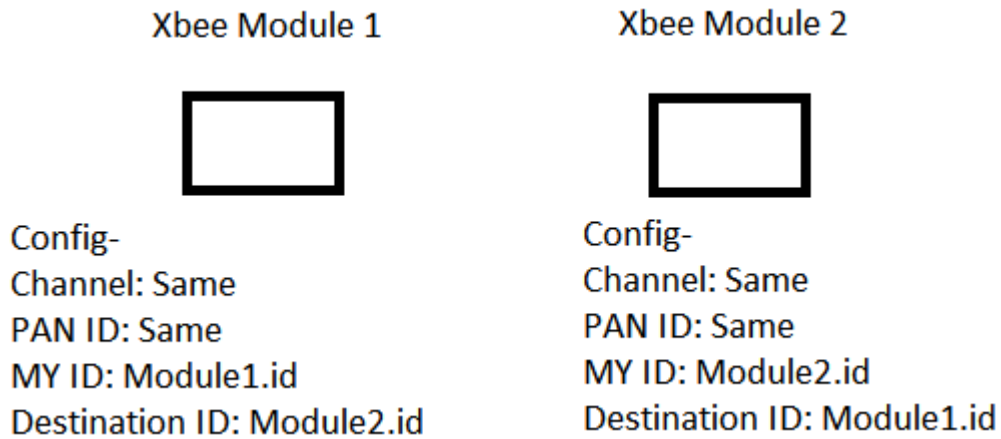 Xbee Module 1
Config-
Channel: Same
PAN ID: Same
MY ID: Module1.id
Destination ID: Module2.id
Xbee Module 2
Config-
Channel: Same
PAN ID: Same
MY ID: Module2.id
Destination ID: Module1.id